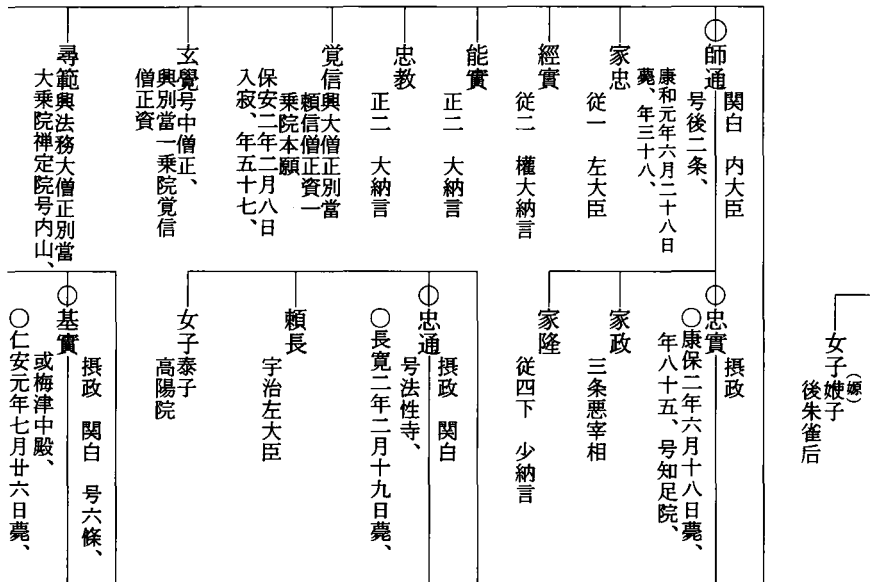 女子嫄子
(嫄)
後朱雀后
○師通
関白　内大臣
号後二条、
康和元年六月二十八日
薨、年三十八、
家忠
従一　左大臣
經實
従二　權大納言
能實
正二　大納言
忠教
正二　大納言
覚信興大僧正別當
頼信僧正資一
乗院本願
保安二年二月八日
入寂、年五十七、
玄覺号中僧正、
興別當一乗院覚信
僧正資
尋範興法務大僧正別當
大乗院禅定院号内山、
○忠實
摂政
○康保二年六月十八日薨、
年八十五、号知足院、
家政
三条悪宰相
家隆
従四下　少納言
○忠通
摂政　関白
号法性寺、
○長寛二年二月十九日薨、
頼長
宇治左大臣
女子泰子
高陽院
○基實
摂政　関白　号六條、
或梅津中殿、
○仁安元年七月廿六日薨、